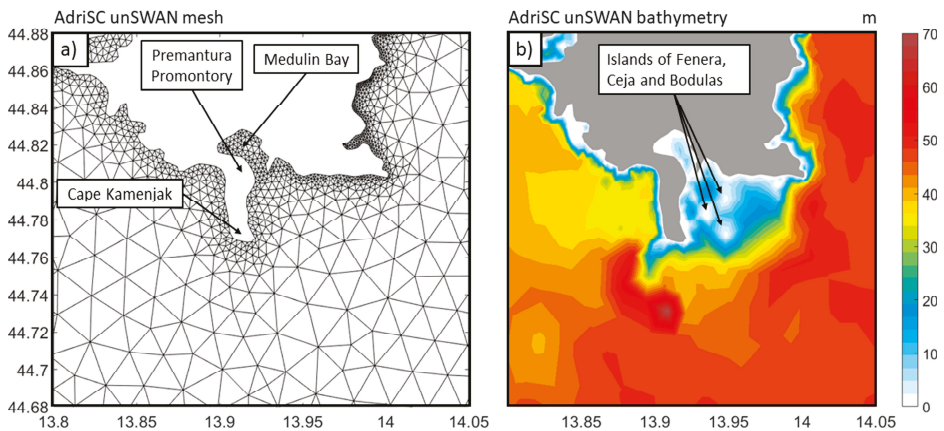 AdriSC unSWAN mesh
44.88
44.86
44.84
44.82
44.8
44.78
44.76
44.74
44.72
44.7
44.68
13.8
13.85
13.9
13.95
14
14.05
a)
Premantura
Promontory
Medulin Bay
Cape Kamenjak
AdriSC unSWAN bathymetry
m
b)
Islands of Fenera,
Ceja and Bodulas
13.85
13.9
13.95
14
14.05
70
60
50
40
30
20
10
0